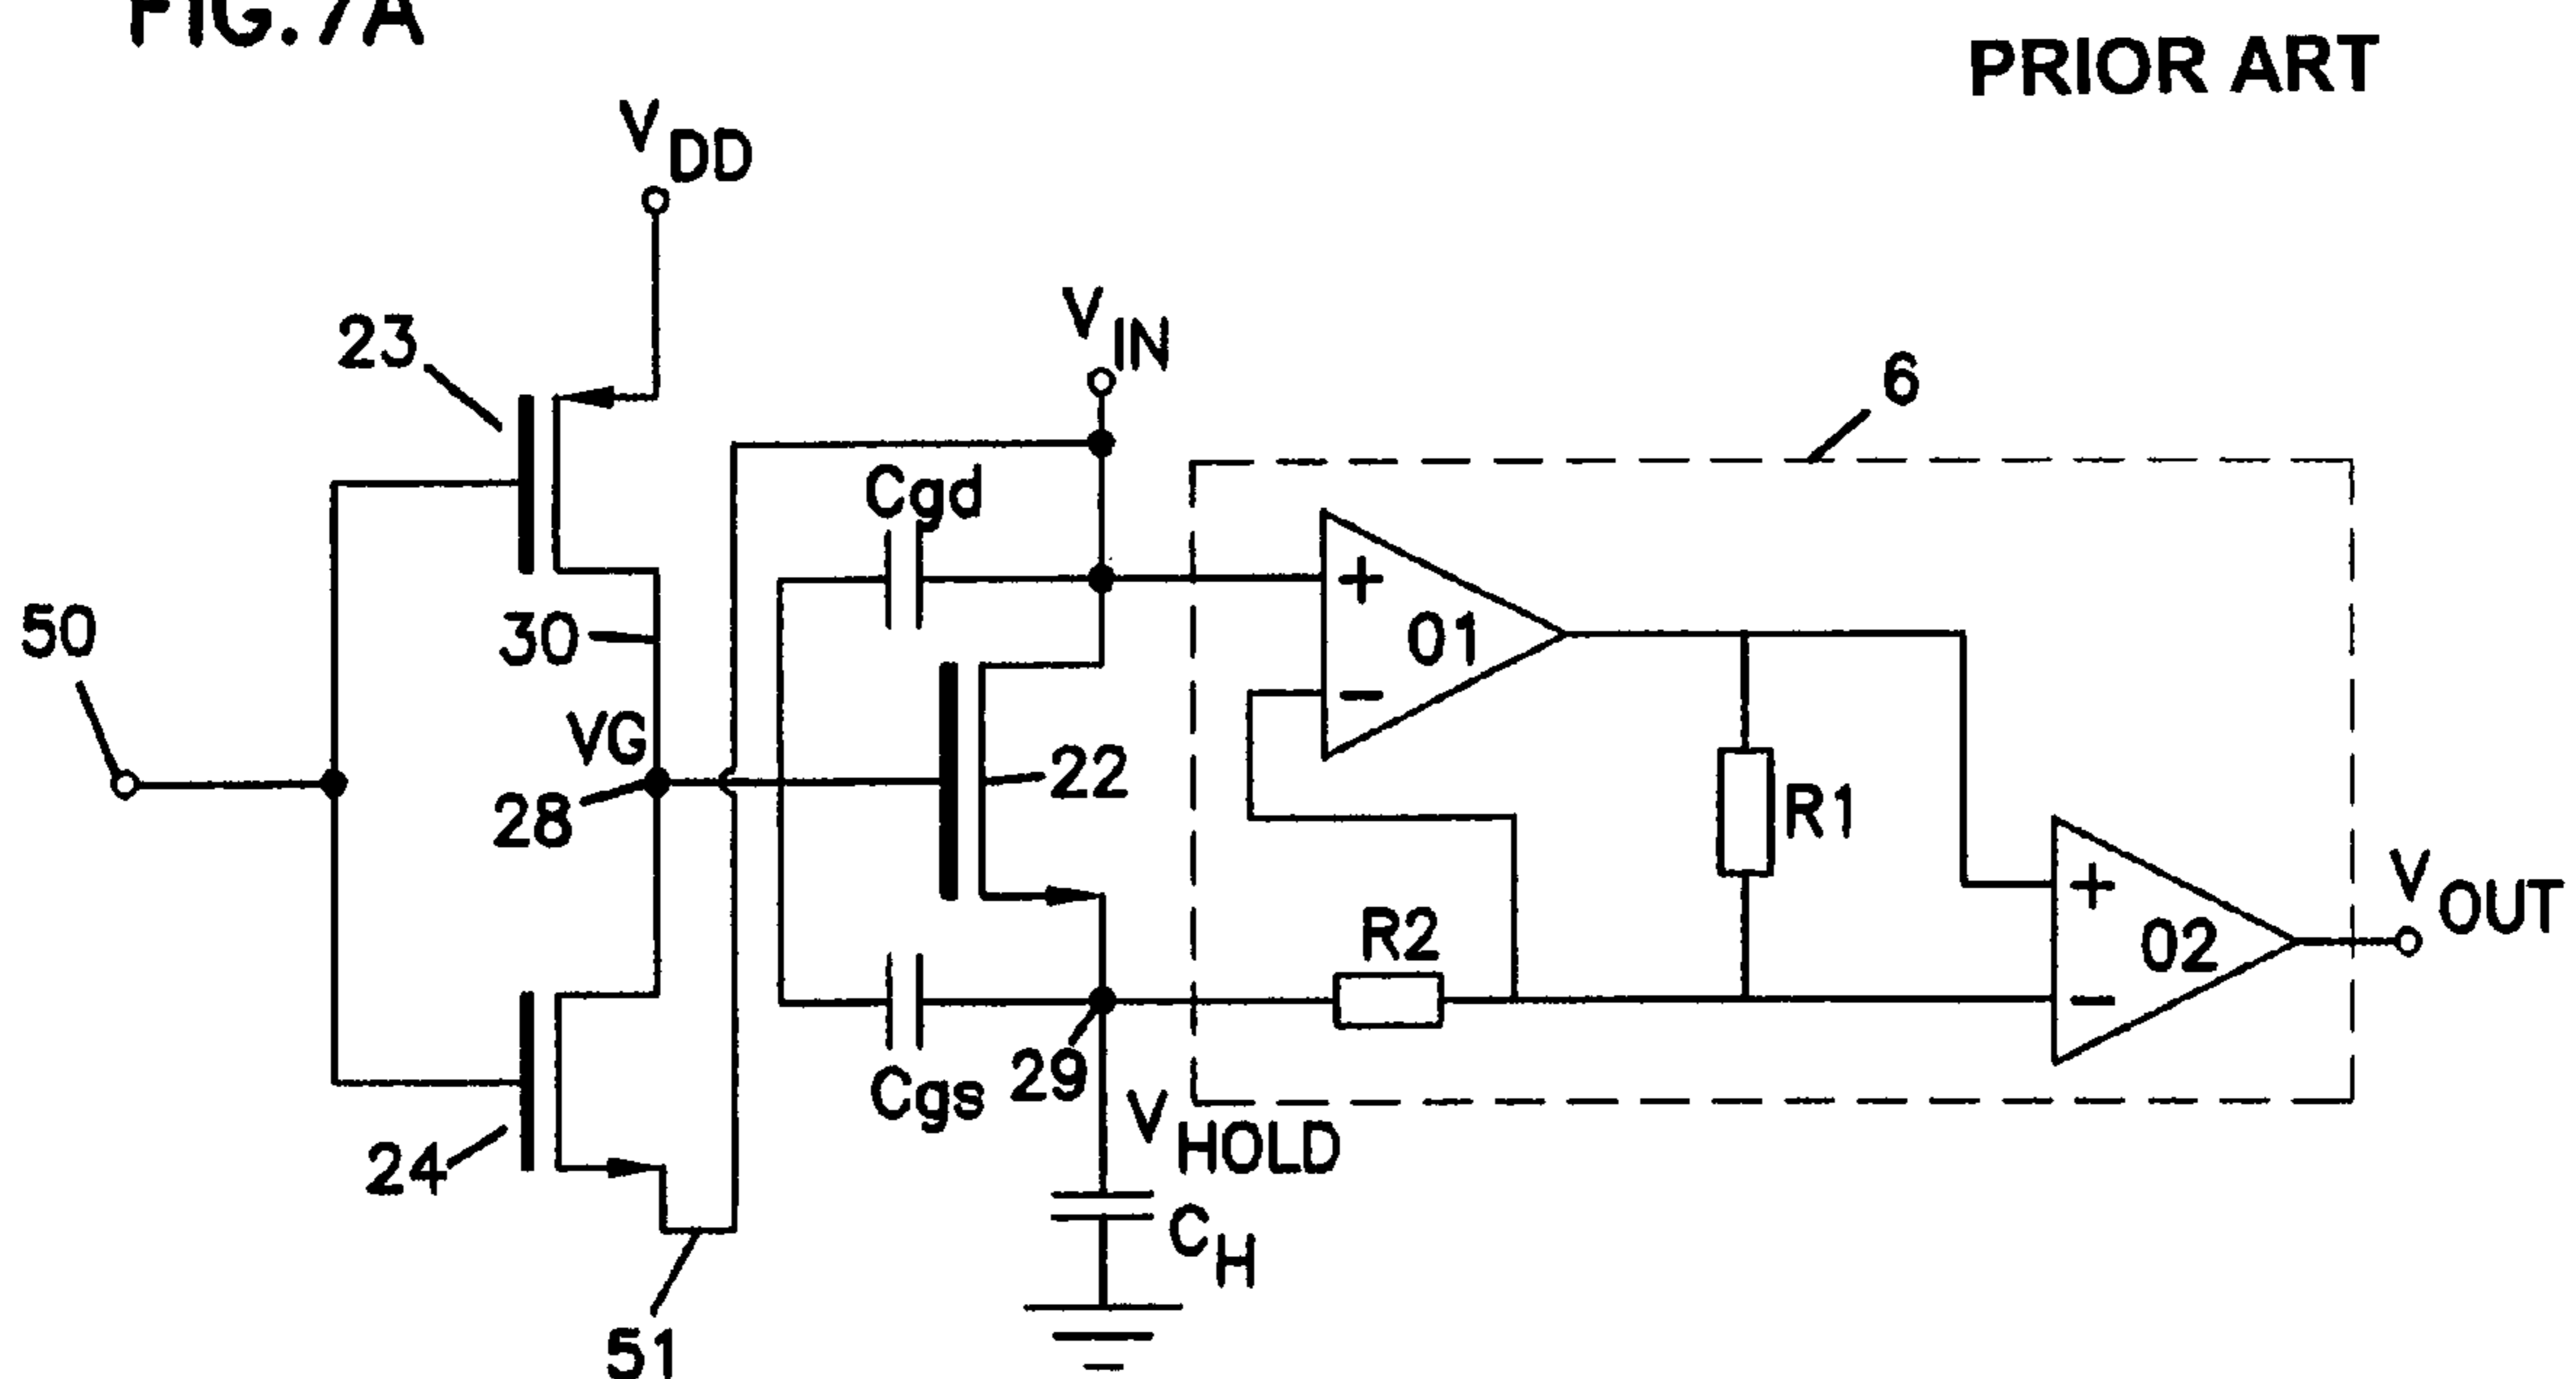 FIG.7A
PRIOR ART
VDD
23
VIN
6
Cgd
50
30
+
01
VG
−
22
28
R1
+
VOUT
R2
02
−
29
Cgs
VHOLD
24
CH
51